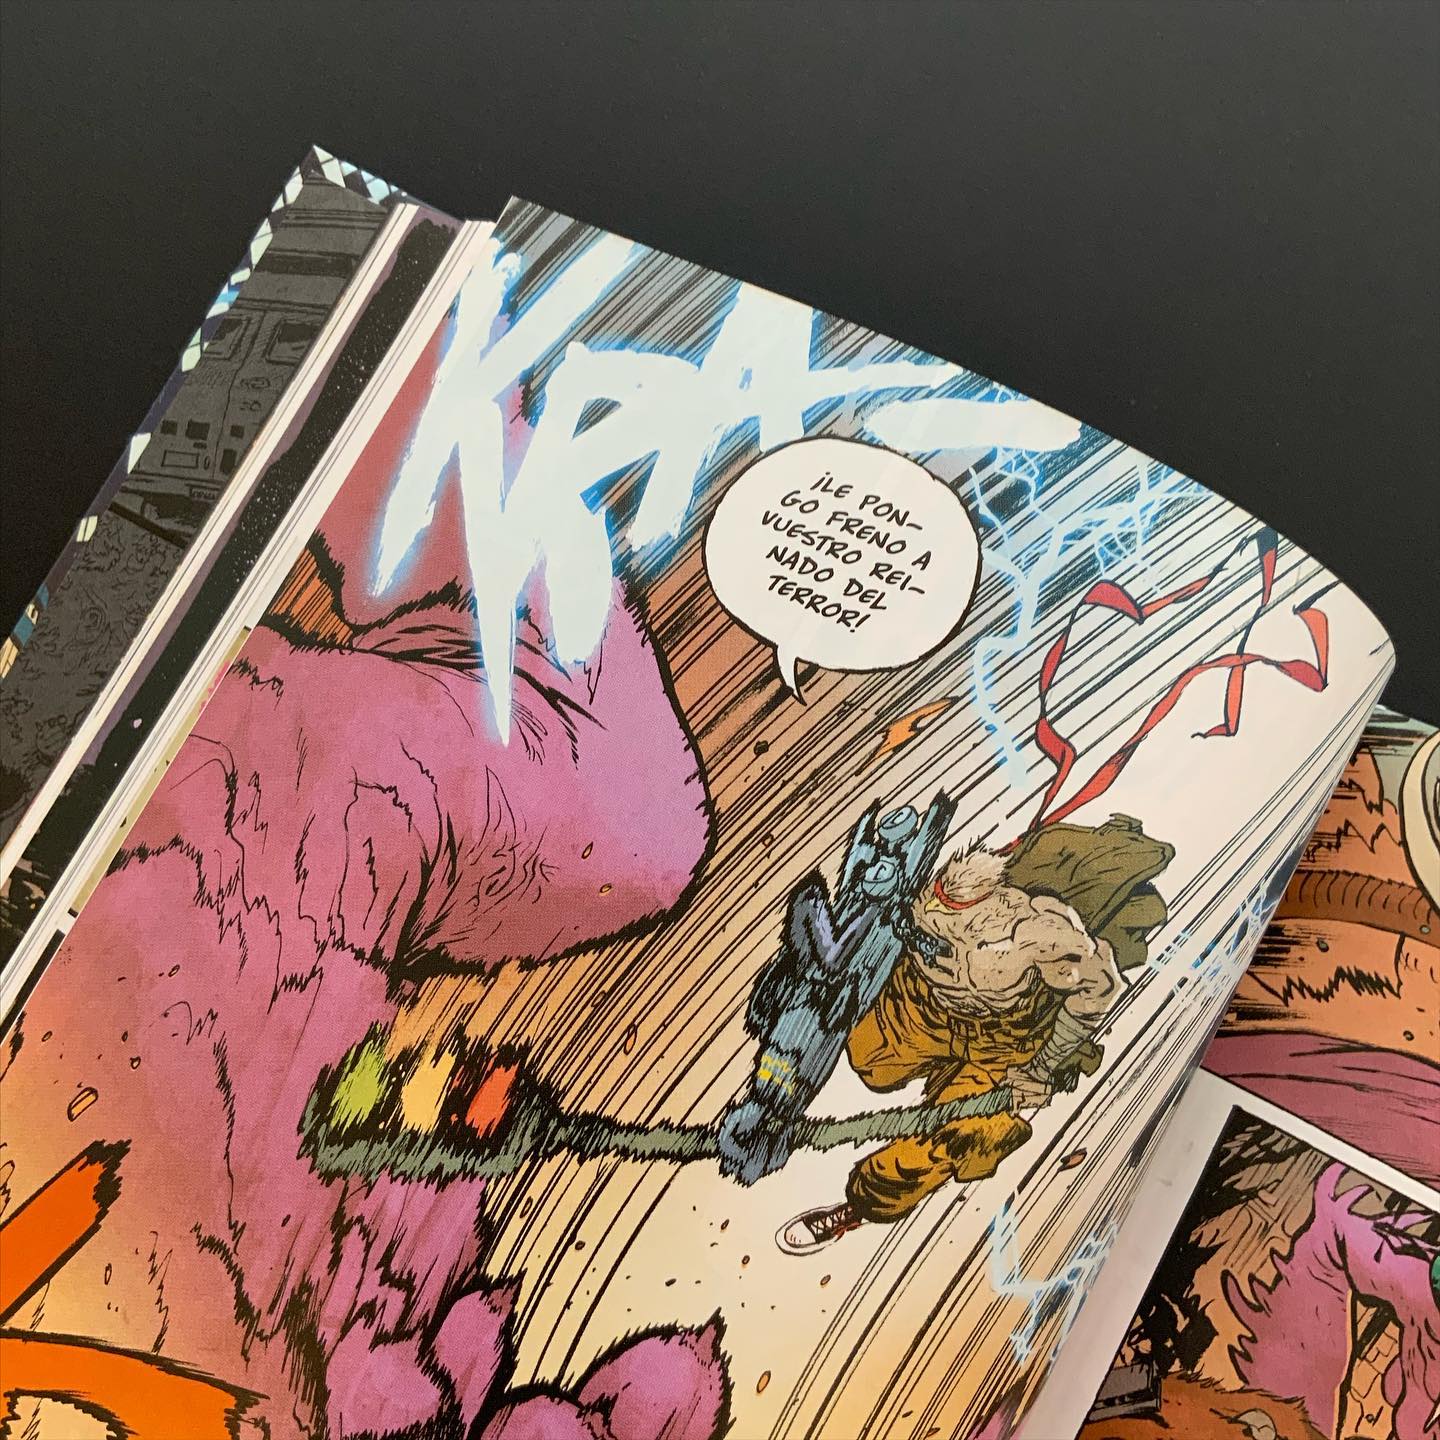 ¡LE PON-
GO FRENO A
VUESTRO REI-
NADO DEL
TERROR!